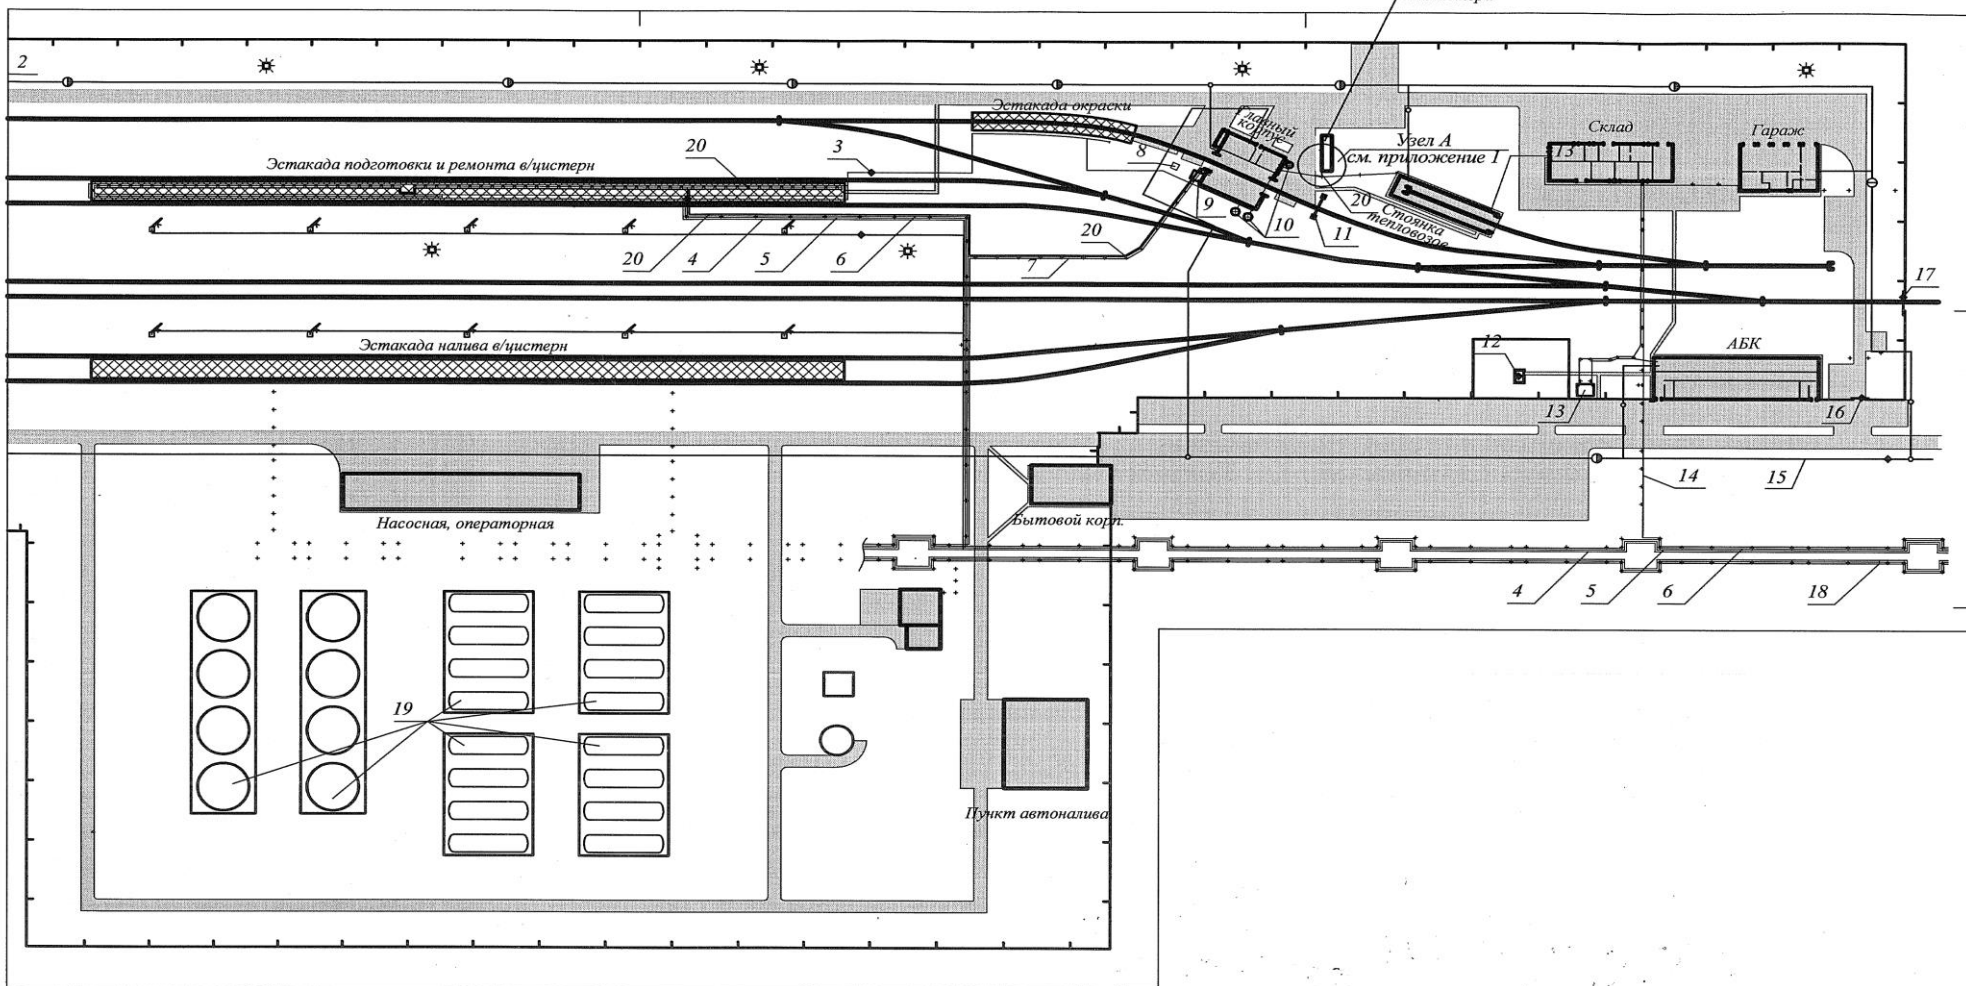 2
Эстакада окраски
Главный
корпус
Узел А
см. приложение 1
Склад
Гараж
20
3
8
13
Эстакада подготовки и ремонта в/цистерн
20
4
5
6
7
20
9
10
11
20
Стоянка
тепловозов
17
Эстакада налива в/цистерн
12
13
АБК
16
14
15
Насосная, операторная
Бытовой корп.
4
5
6
18
19
Пункт автоналива